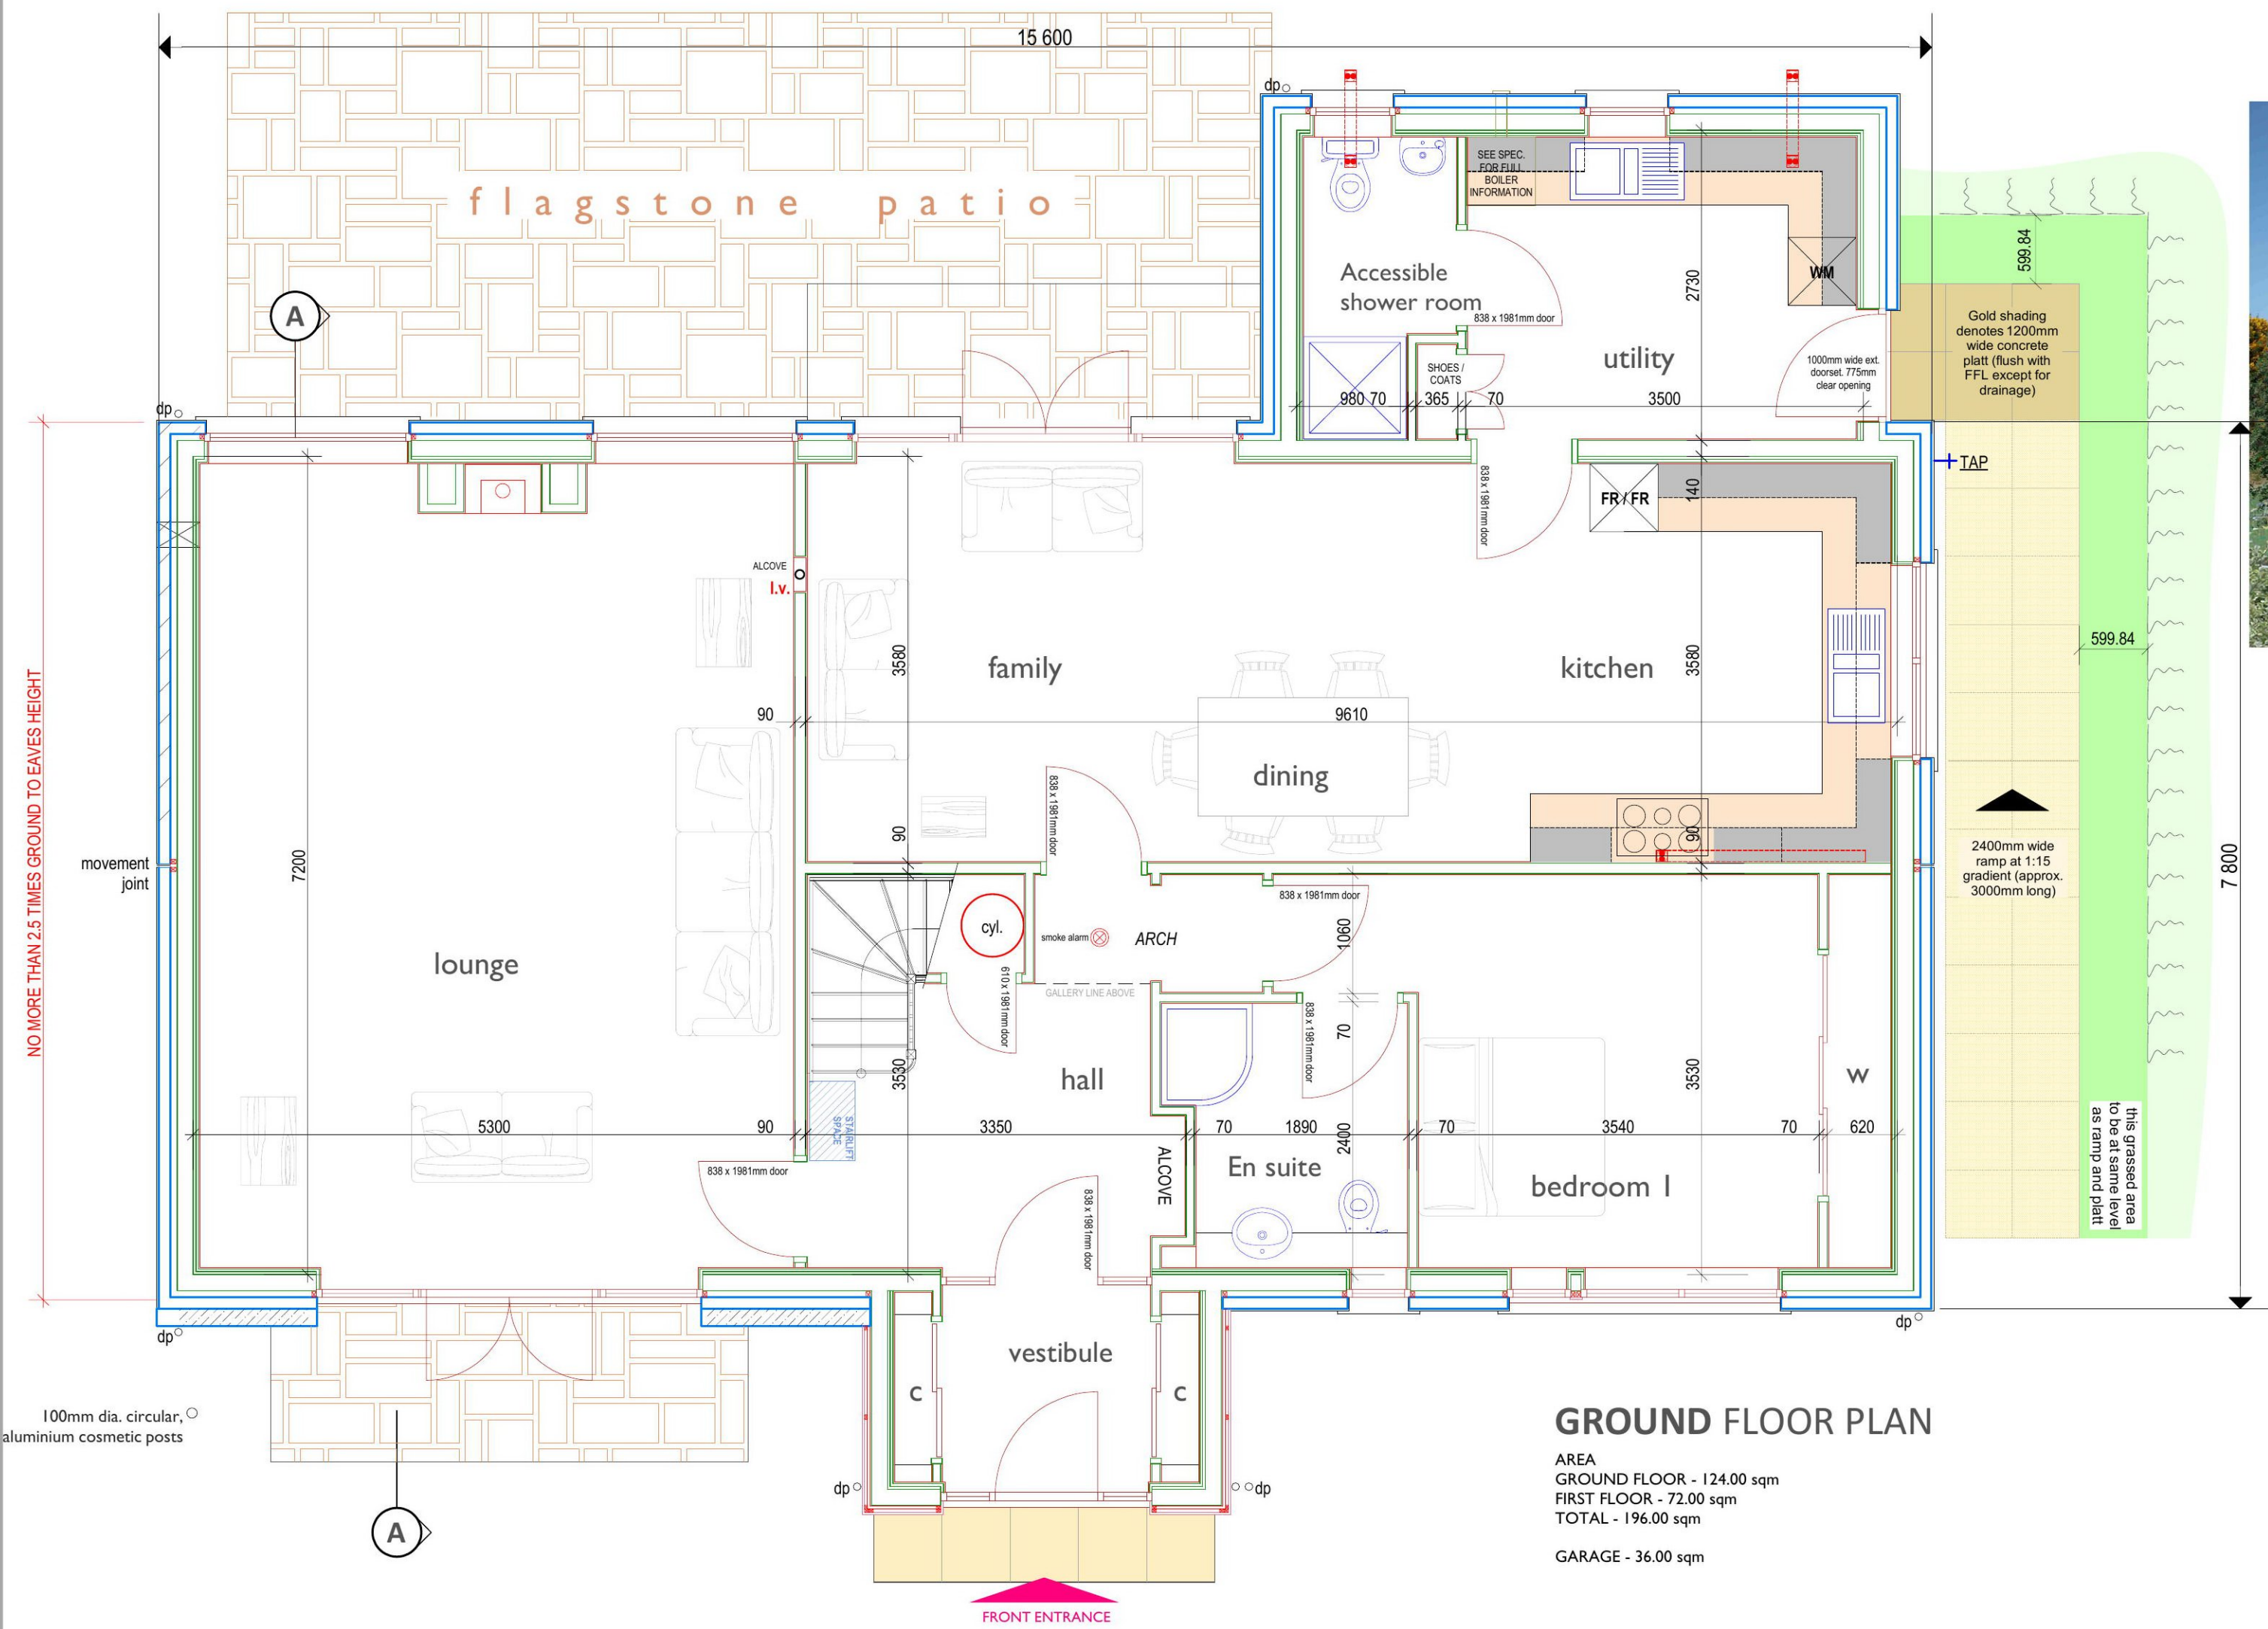 15 600
dp
flagstone patio
SEE SPEC.
FOR FULL
BOILER
INFORMATION
Accessible
shower room
838 x 1981mm door
2730
WM
599.84
Gold shading
denotes 1200mm
wide concrete
platt (flush with
FFL except for
drainage)
A
utility
1000mm wide ext.
doorset. 775mm
clear opening
SHOES /
COATS
980
70
365
70
3500
dp
TAP
838 x 1981mm door
FR / FR
140
ALCOVE
l.v.
599.84
3580
family
kitchen
3580
90
9610
dining
NO MORE THAN 2.5 TIMES GROUND TO EAVES HEIGHT
838 x 1981mm door
90
90
movement
joint
7200
2400mm wide
ramp at 1:15
gradient (approx.
3000mm long)
7 800
838 x 1981mm door
cyl.
smoke alarm
ARCH
1060
lounge
610 x 1981mm door
GALLERY LINE ABOVE
838 x 1981mm door
70
hall
3530
3530
w
STAIRLIFT
SPACE
5300
90
3350
70
1890
2400
70
3540
70
620
this grassed area
to be at same level
as ramp and platt
838 x 1981mm door
ALCOVE
En suite
bedroom 1
838 x 1981mm door
dp
dp
vestibule
c
c
100mm dia. circular,
aluminium cosmetic posts
GROUND FLOOR PLAN
AREA
GROUND FLOOR - 124.00 sqm
FIRST FLOOR - 72.00 sqm
TOTAL - 196.00 sqm
GARAGE - 36.00 sqm
dp
dp
A
FRONT ENTRANCE